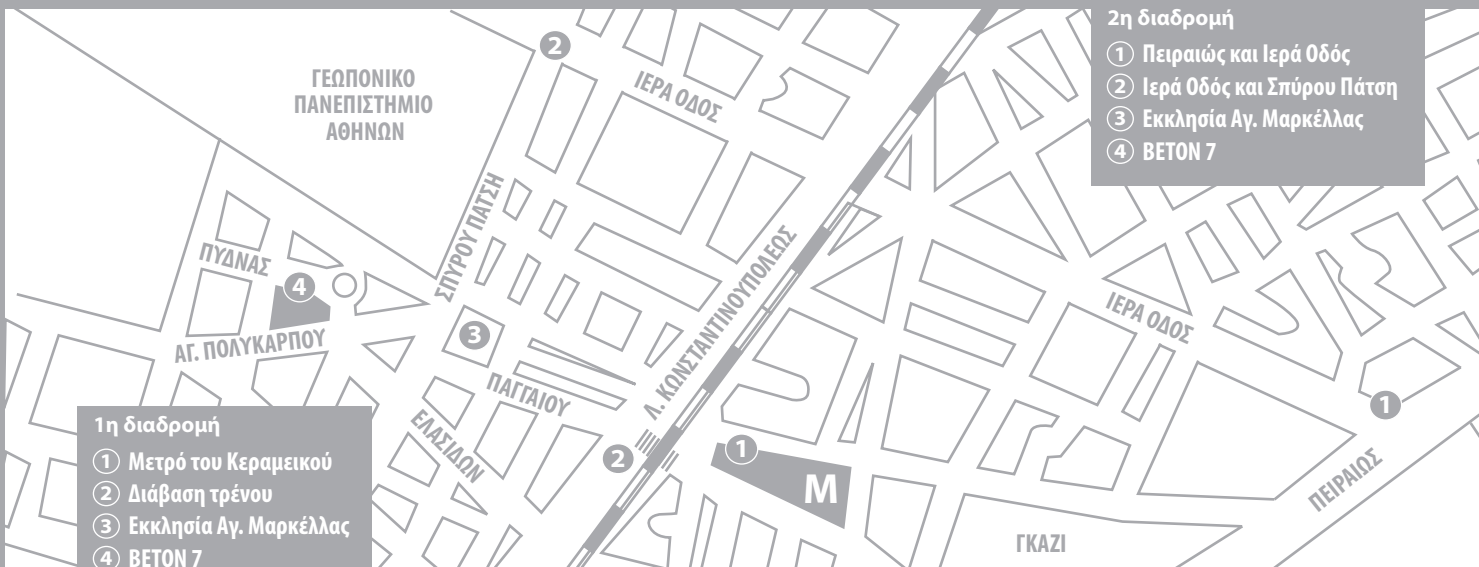 2η διαδρομή
1 Πειραιώς και Ιερά Οδός
2 Ιερά Οδός και Σπύρου Πάτση
3 Εκκλησία Αγ. Μαρκέλλας
4 BETON 7
2
ΙΕΡΑ ΟΔΟΣ
ΓΕΩΠΟΝΙΚΟ
ΠΑΝΕΠΙΣΤΗΜΙΟ
ΑΘΗΝΩΝ
ΣΠΥΡΟΥ ΠΑΤΣΗ
ΠΥΔΝΑΣ
4
ΑΓ. ΠΟΛΥΚΑΡΠΟΥ
3
ΠΑΓΓΑΙΟΥ
ΕΛΑΣΙΔΩΝ
Λ. ΚΩΝΣΤΑΝΤΙΝΟΥΠΟΛΕΩΣ
ΙΕΡΑ ΟΔΟΣ
1
ΠΕΙΡΑΙΩΣ
2
1
M
ΓΚΑΖΙ
1η διαδρομή
1 Μετρό του Κεραμεικού
2 Διάβαση τρένου
3 Εκκλησία Αγ. Μαρκέλλας
4 BETON 7